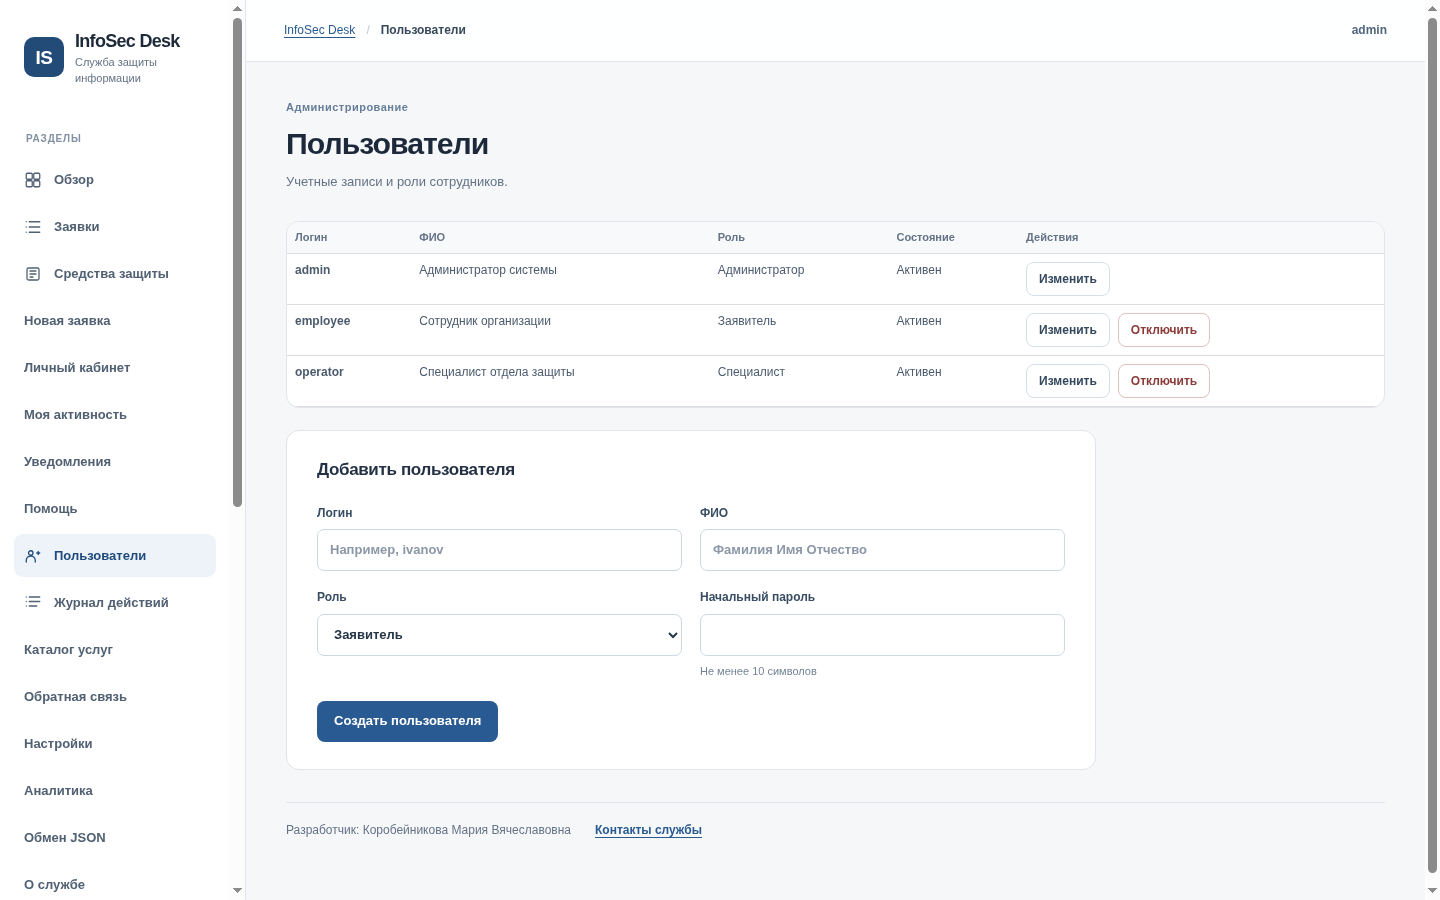 IS
InfoSec Desk
Служба защиты
информации
РАЗДЕЛЫ
Обзор
Заявки
Средства защиты
Новая заявка
Личный кабинет
Моя активность
Уведомления
Помощь
Пользователи
Журнал действий
Каталог услуг
Обратная связь
Настройки
Аналитика
Обмен JSON
О службе
InfoSec Desk / Пользователи
admin
Администрирование
Пользователи
Учетные записи и роли сотрудников.
Логин ФИО Роль Состояние Действия
admin Администратор системы Администратор Активен Изменить
employee Сотрудник организации Заявитель Активен Изменить Отключить
operator Специалист отдела защиты Специалист Активен Изменить Отключить
Добавить пользователя
Логин ФИО
Например, ivanov Фамилия Имя Отчество
Роль Начальный пароль
Заявитель
Не менее 10 символов
Создать пользователя
Разработчик: Коробейникова Мария Вячеславовна Контакты службы